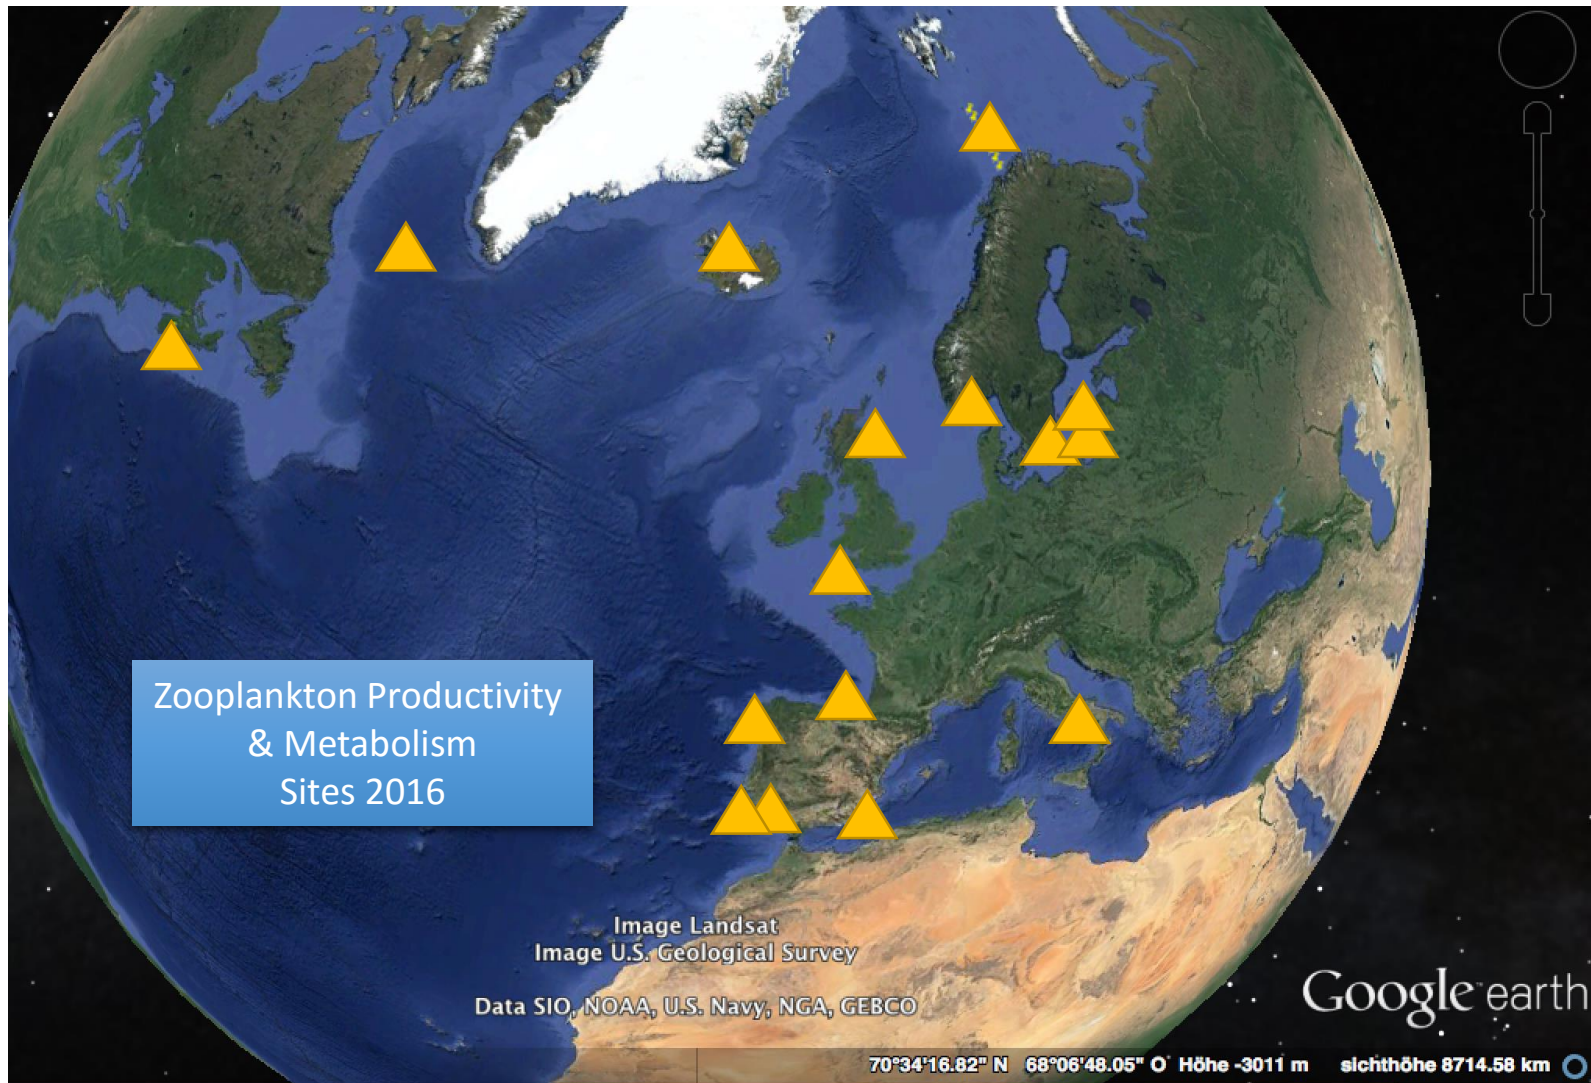 Zooplankton Productivity
& Metabolism
Sites 2016
Image Landsat
Image U.S. Geological Survey
Data SIO, NOAA, U.S. Navy, NGA, GEBCO
Google earth
70°34'16.82" N 68°06'48.05" O Höhe -3011 m sichthöhe 8714.58 km